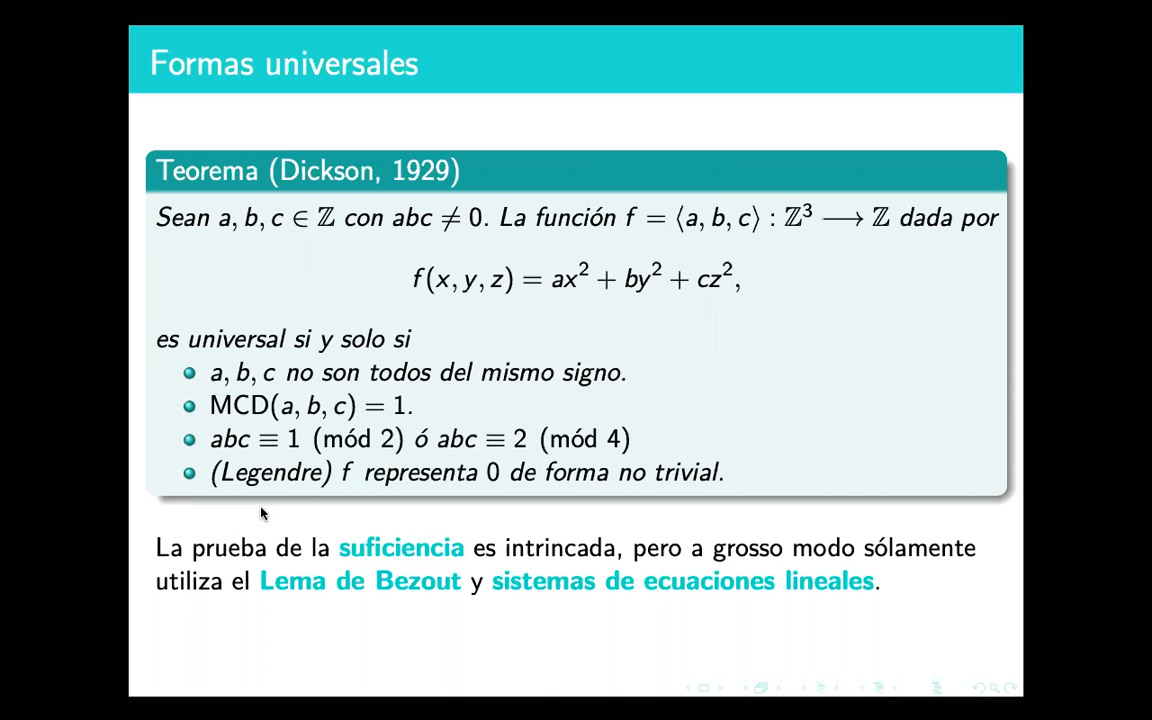 Formas universales
Teorema (Dickson, 1929)
Sean a, b, c ∈ ℤ con abc ≠ 0. La función f = ⟨a, b, c⟩ : ℤ³ ⟶ ℤ dada por
f(x, y, z) = ax² + by² + cz²,
es universal si y solo si
a, b, c no son todos del mismo signo.
MCD(a, b, c) = 1.
abc ≡ 1 (mód 2) ó abc ≡ 2 (mód 4)
(Legendre) f representa 0 de forma no trivial.
La prueba de la suficiencia es intrincada, pero a grosso modo sólamente
utiliza el Lema de Bezout y sistemas de ecuaciones lineales.